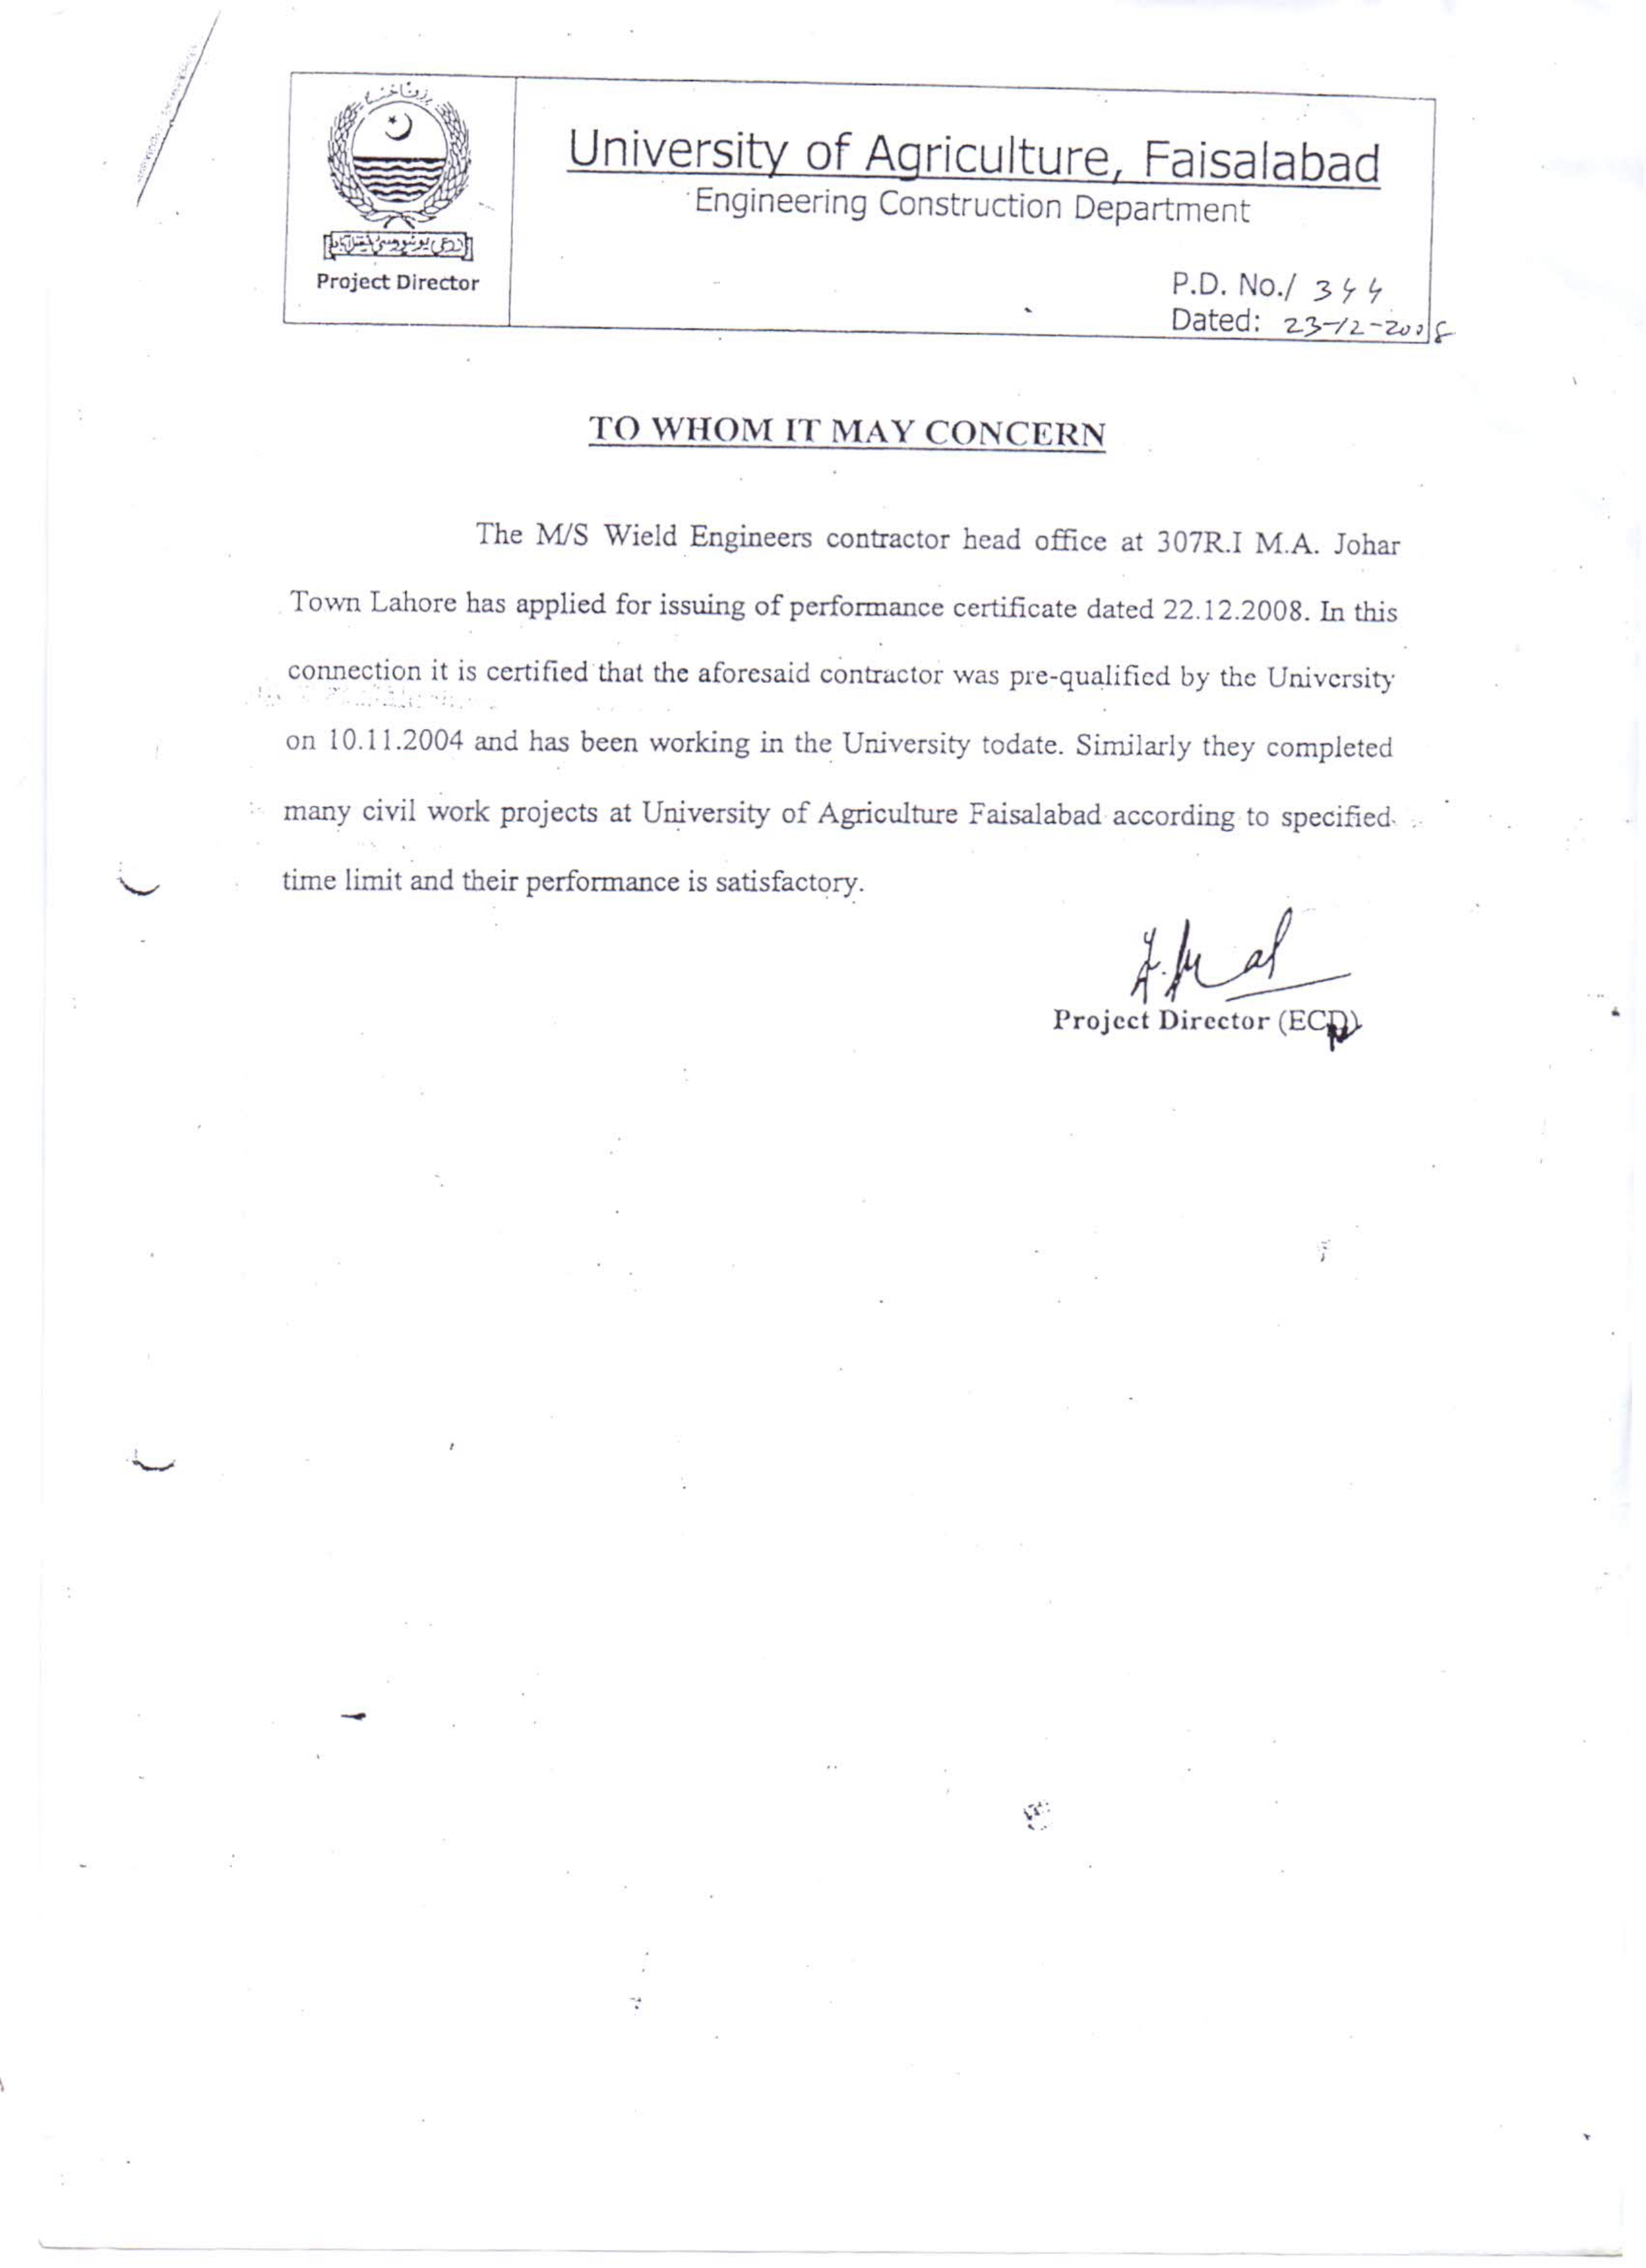 University of Agriculture, Faisalabad
Engineering Construction Department
Project Director
P.D. No./ 344
Dated: 23-12-2008
TO WHOM IT MAY CONCERN
The M/S Wield Engineers contractor head office at 307R.I M.A. Johar
Town Lahore has applied for issuing of performance certificate dated 22.12.2008. In this
connection it is certified that the aforesaid contractor was pre-qualified by the University
on 10.11.2004 and has been working in the University todate. Similarly they completed
many civil work projects at University of Agriculture Faisalabad according to specified
time limit and their performance is satisfactory.
Project Director (ECD)